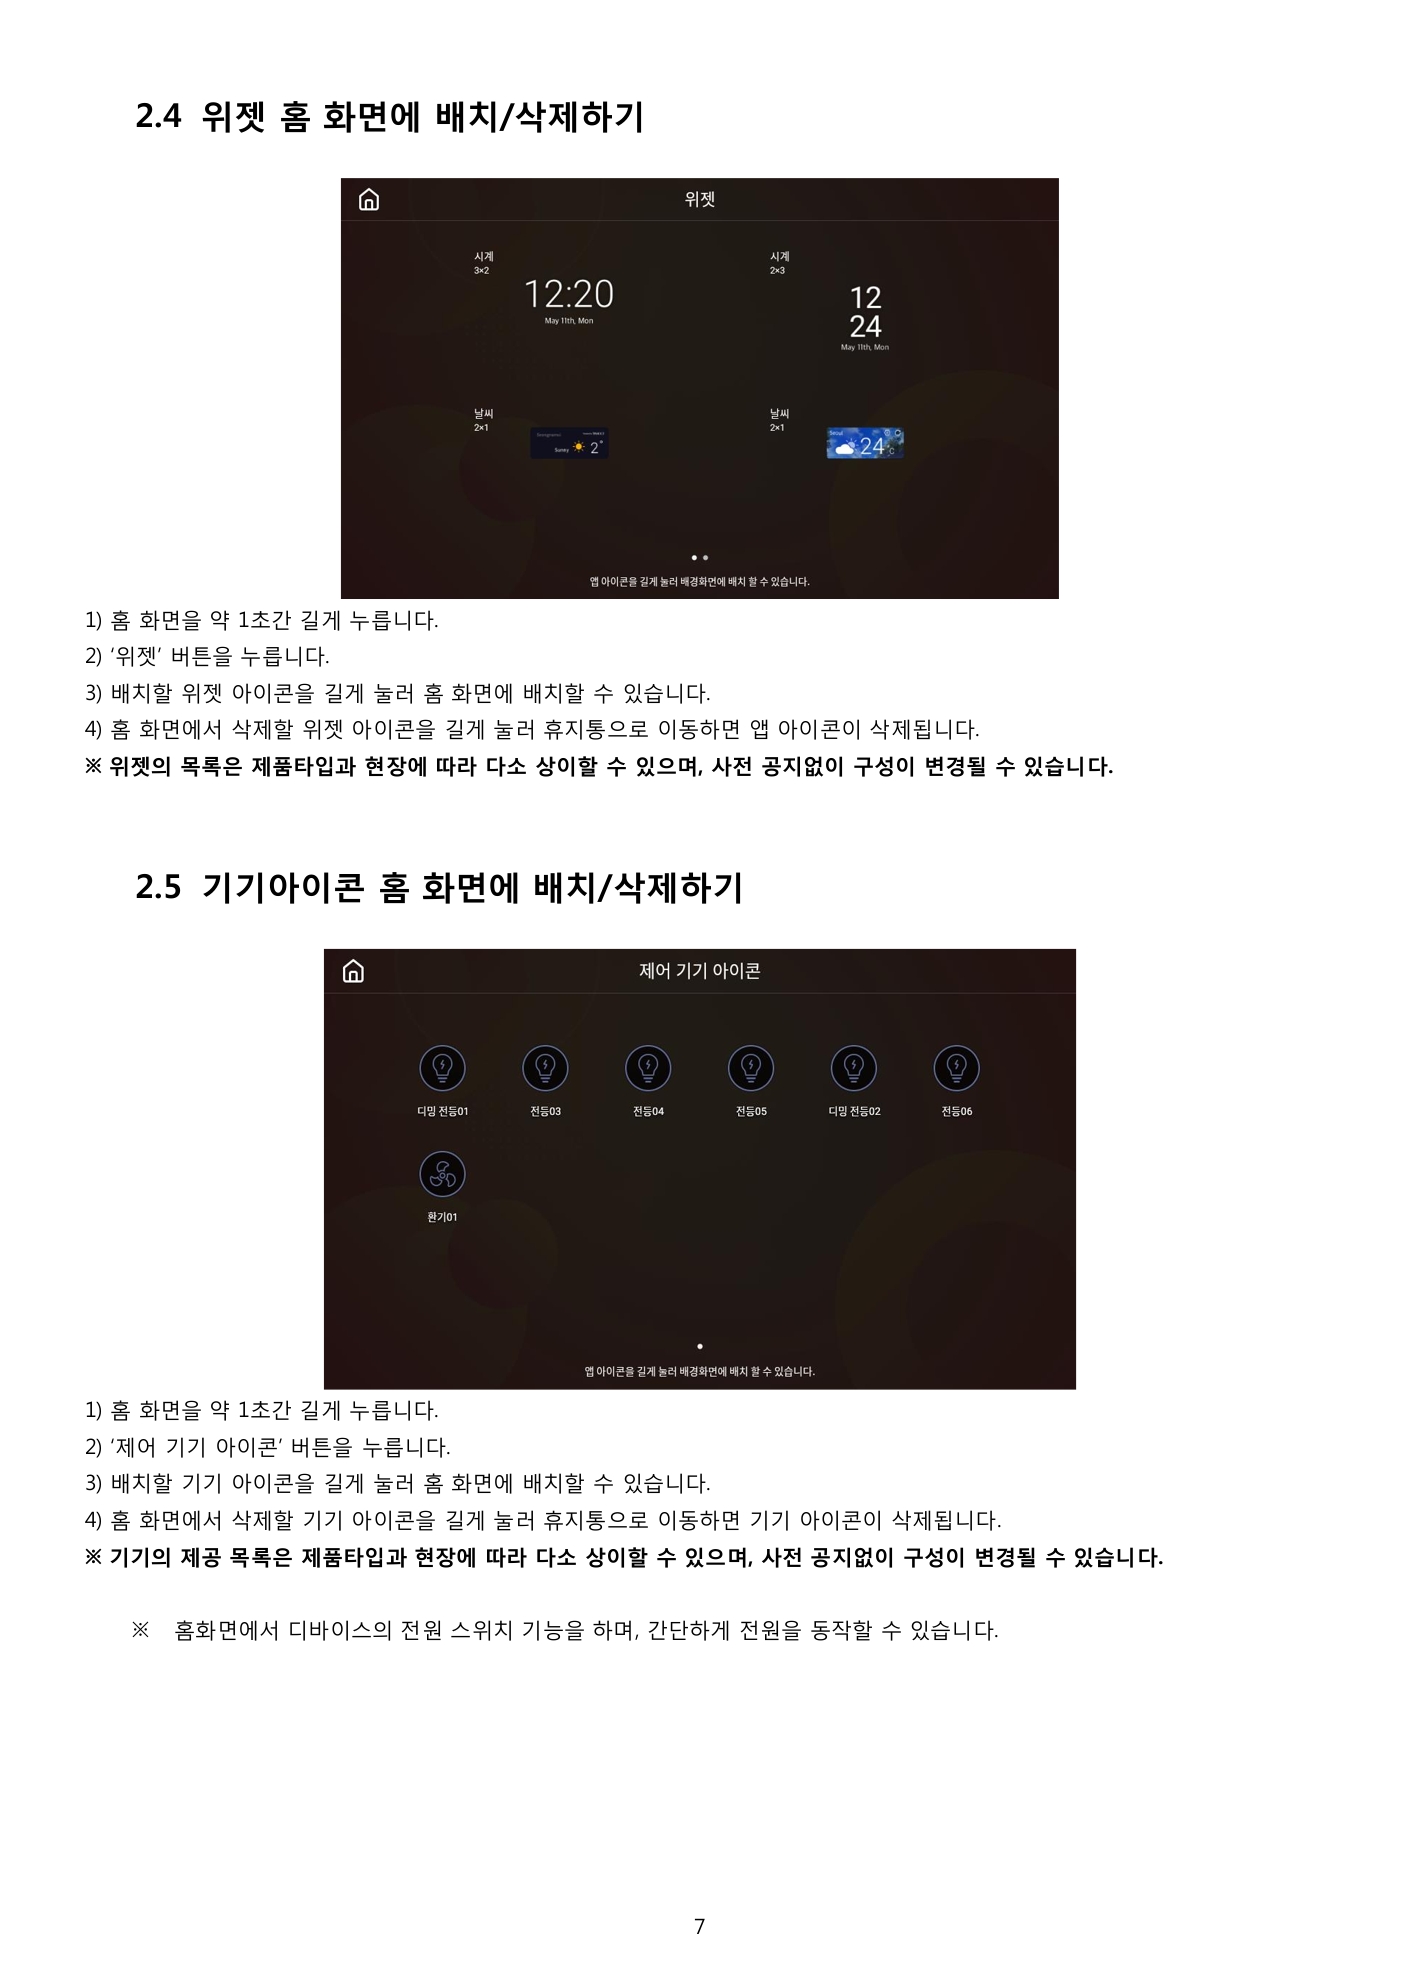 2.4 위젯 홈 화면에 배치/삭제하기
위젯
시계
3×2
12:20
May 11th, Mon
시계
2×3
12
24
May 11th, Mon
날씨
2×1
Sunny
2°
날씨
2×1
Seoul
24°C
앱 아이콘을 길게 눌러 배경화면에 배치 할 수 있습니다.
1) 홈 화면을 약 1초간 길게 누릅니다.
2) ‘위젯’ 버튼을 누릅니다.
3) 배치할 위젯 아이콘을 길게 눌러 홈 화면에 배치할 수 있습니다.
4) 홈 화면에서 삭제할 위젯 아이콘을 길게 눌러 휴지통으로 이동하면 앱 아이콘이 삭제됩니다.
※ 위젯의 목록은 제품타입과 현장에 따라 다소 상이할 수 있으며, 사전 공지없이 구성이 변경될 수 있습니다.
2.5 기기아이콘 홈 화면에 배치/삭제하기
제어 기기 아이콘
디밍 전등01 전등03 전등04 전등05 디밍 전등02 전등06
환기01
앱 아이콘을 길게 눌러 배경화면에 배치 할 수 있습니다.
1) 홈 화면을 약 1초간 길게 누릅니다.
2) ‘제어 기기 아이콘’ 버튼을 누릅니다.
3) 배치할 기기 아이콘을 길게 눌러 홈 화면에 배치할 수 있습니다.
4) 홈 화면에서 삭제할 기기 아이콘을 길게 눌러 휴지통으로 이동하면 기기 아이콘이 삭제됩니다.
※ 기기의 제공 목록은 제품타입과 현장에 따라 다소 상이할 수 있으며, 사전 공지없이 구성이 변경될 수 있습니다.
※ 홈화면에서 디바이스의 전원 스위치 기능을 하며, 간단하게 전원을 동작할 수 있습니다.
7